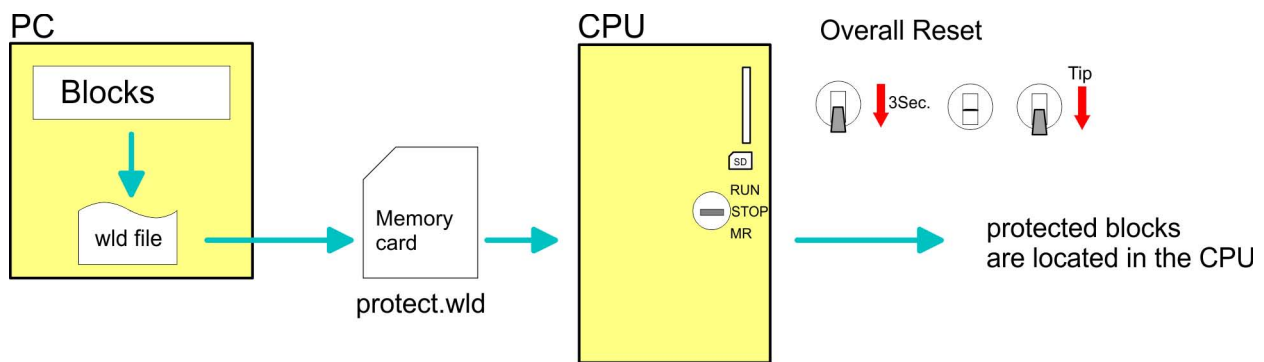 PC
Blocks
wld file
Memory
card
protect.wld
CPU
SD
RUN
STOP
MR
Overall Reset
3Sec.
Tip
protected blocks
are located in the CPU